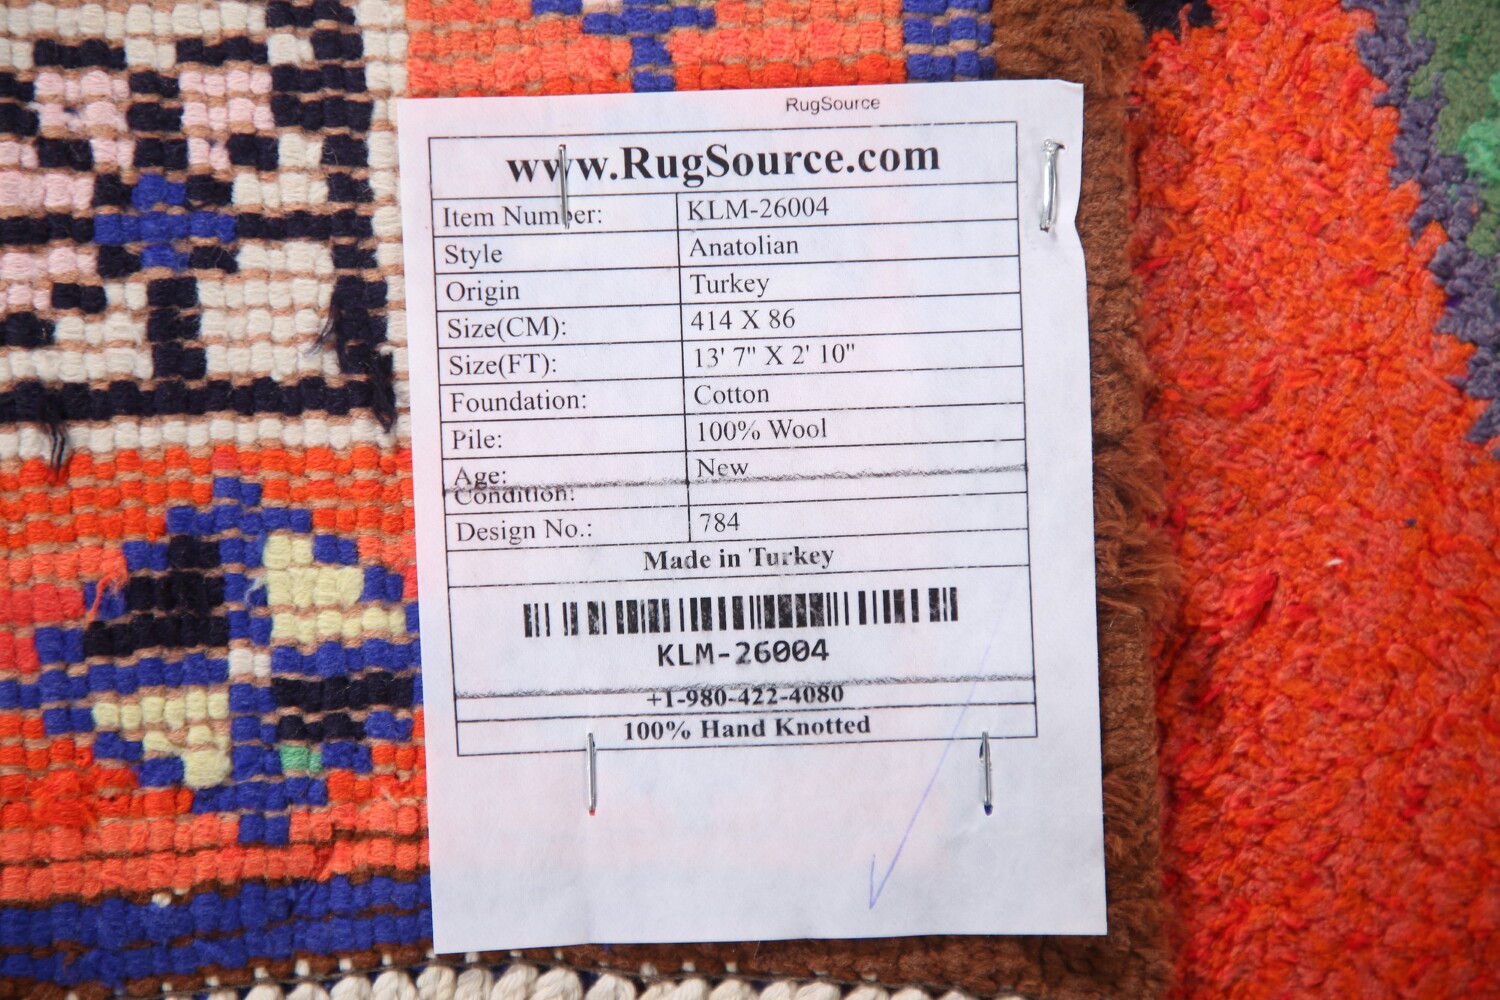 RugSource
www.RugSource.com
Item Number: KLM-26004
Style Anatolian
Origin Turkey
Size(CM): 414 X 86
Size(FT): 13' 7" X 2' 10"
Foundation: Cotton
Pile: 100% Wool
Age: New
Condition:
Design No.: 784
Made in Turkey
KLM-26004
+1-980-422-4080
100% Hand Knotted